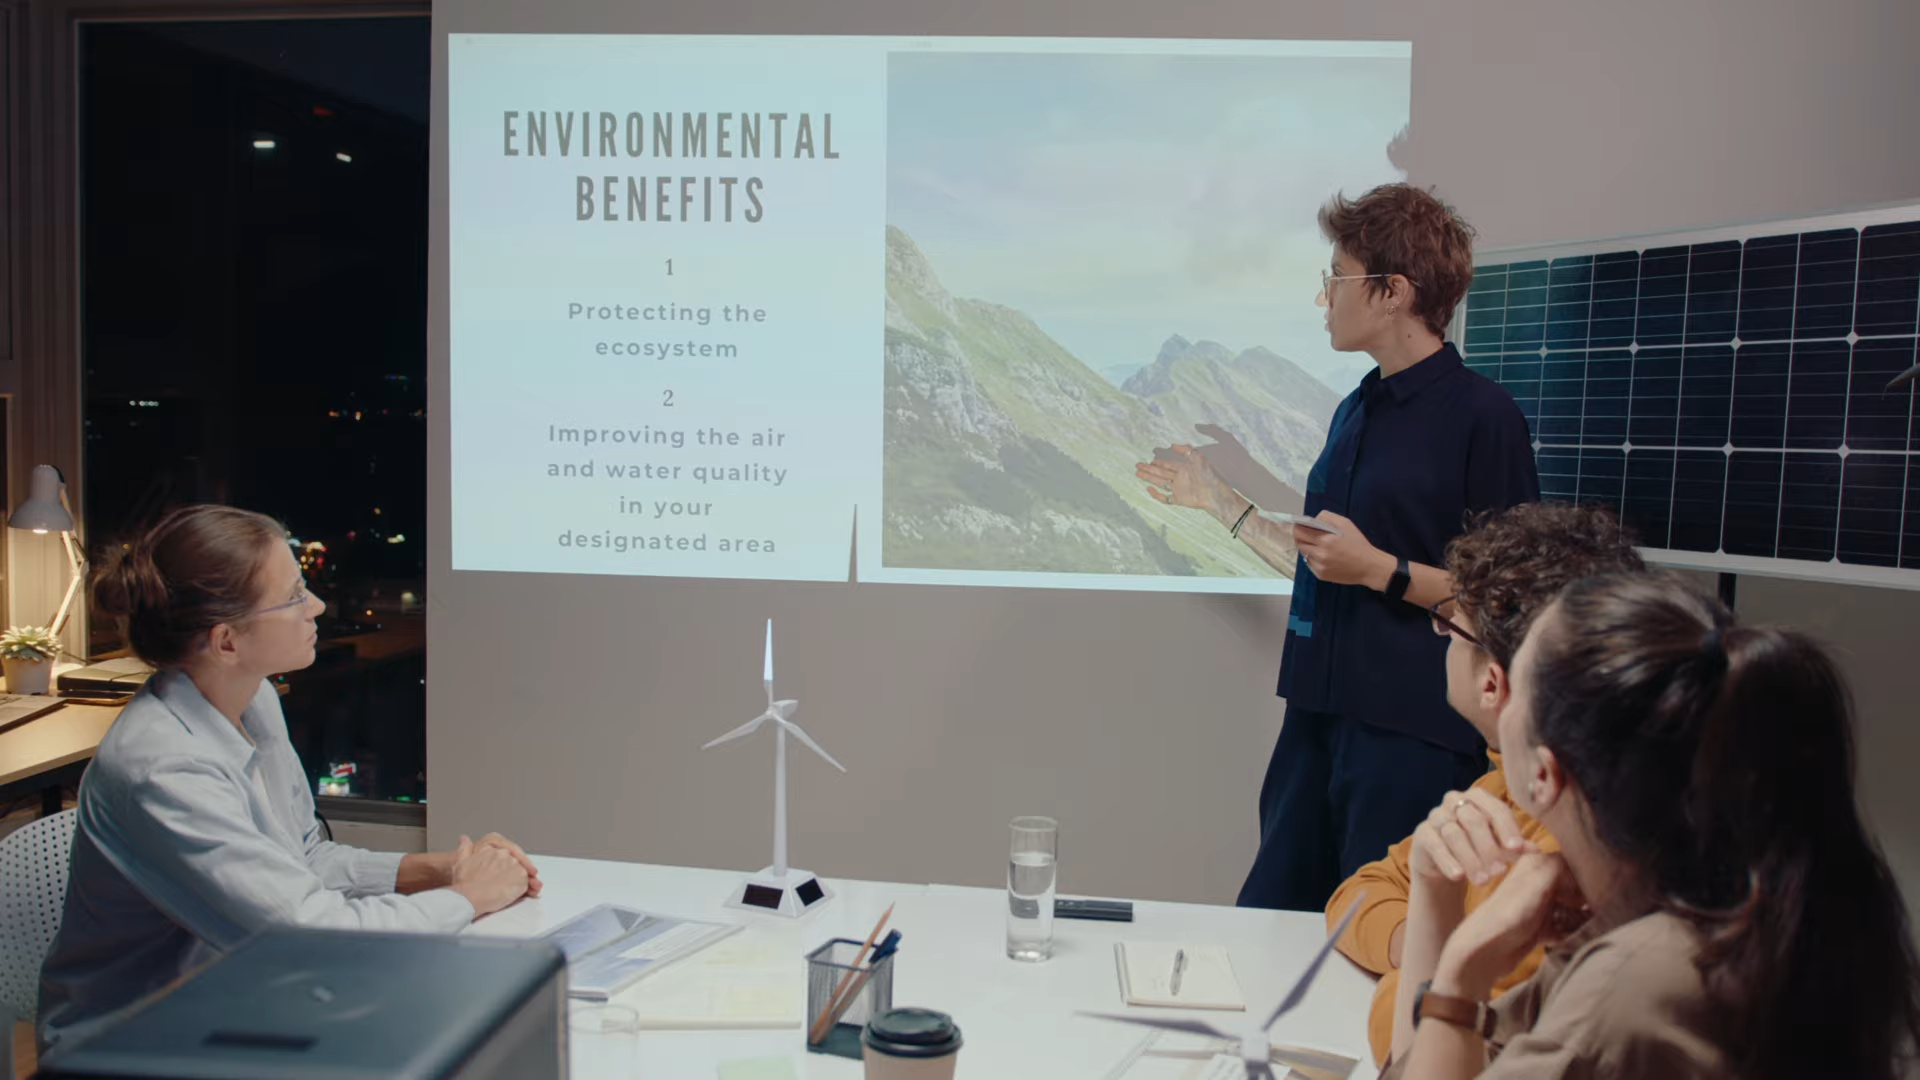 ENVIRONMENTAL
BENEFITS
1
Protecting the
ecosystem
2
Improving the air
and water quality
in your
designated area